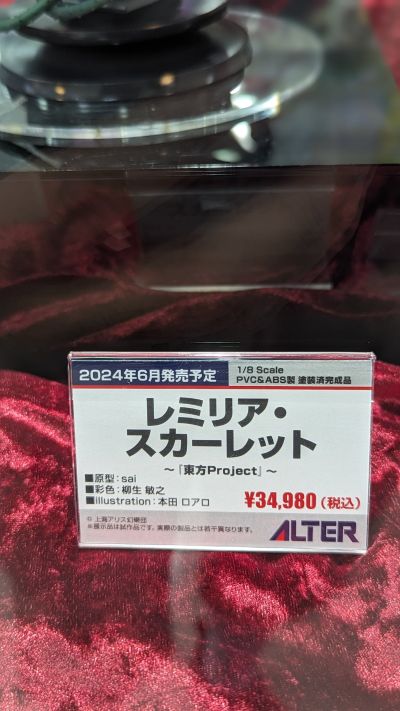 2024年6月発売予定
1/8 Scale
PVC&ABS製 塗装済完成品
レミリア・
スカーレット
～『東方Project』～
■原型：sai
■彩色：柳生 敏之
■illustration：本田 ロアロ
¥34,980（税込）
© 上海アリス幻樂団
※展示品は試作品です。実際の製品とは若干異なります。
ALTER